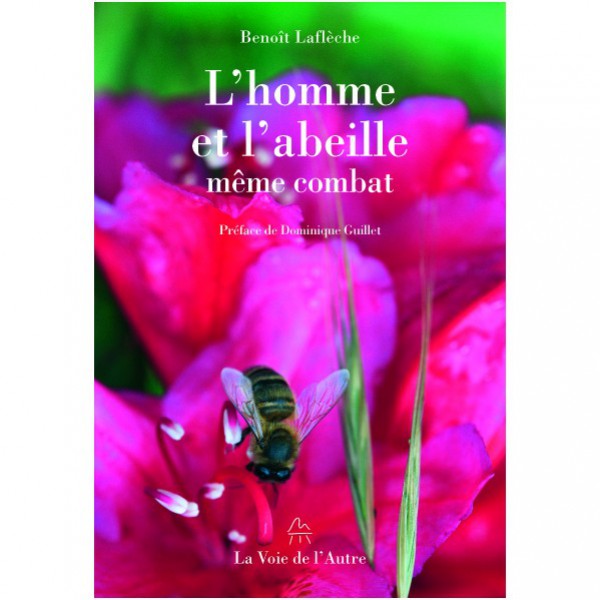 Benoît Laflèche
L’homme
et l’abeille
même combat
Préface de Dominique Guillet
La Voie de l’Autre